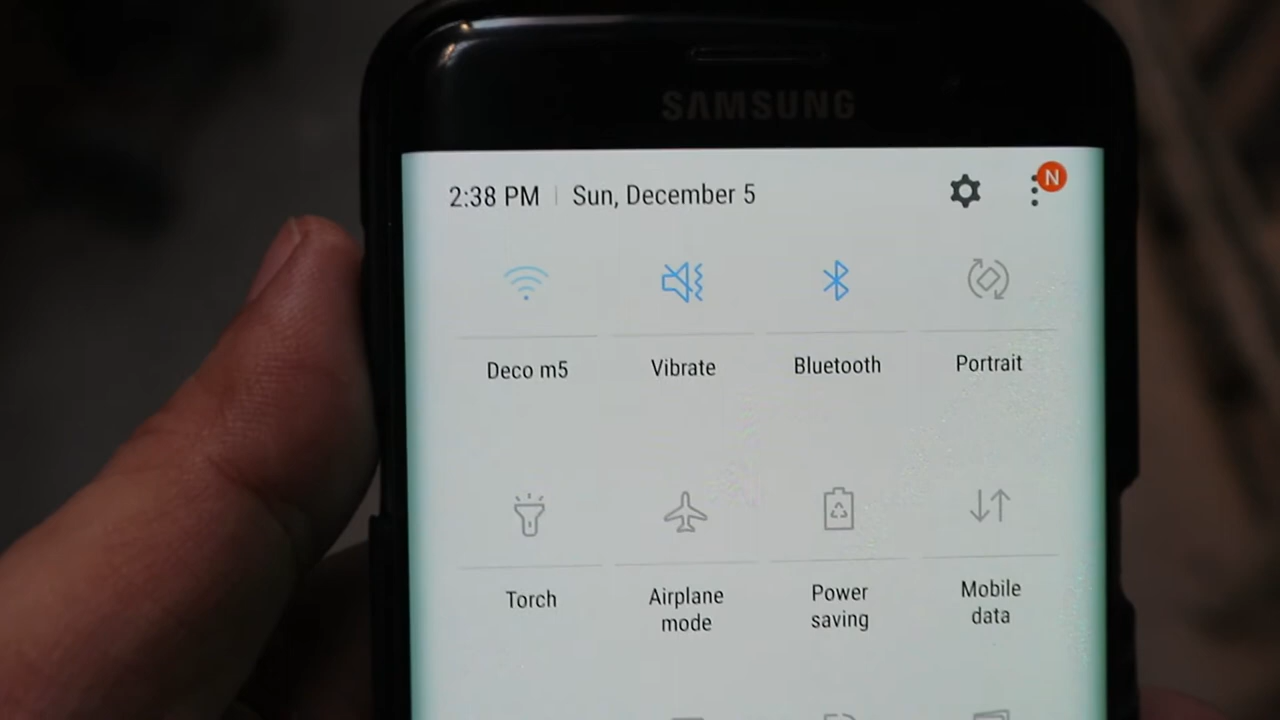 SAMSUNG
2:38 PM | Sun, December 5
N
Deco m5
Vibrate
Bluetooth
Portrait
Torch
Airplane
mode
Power
saving
Mobile
data